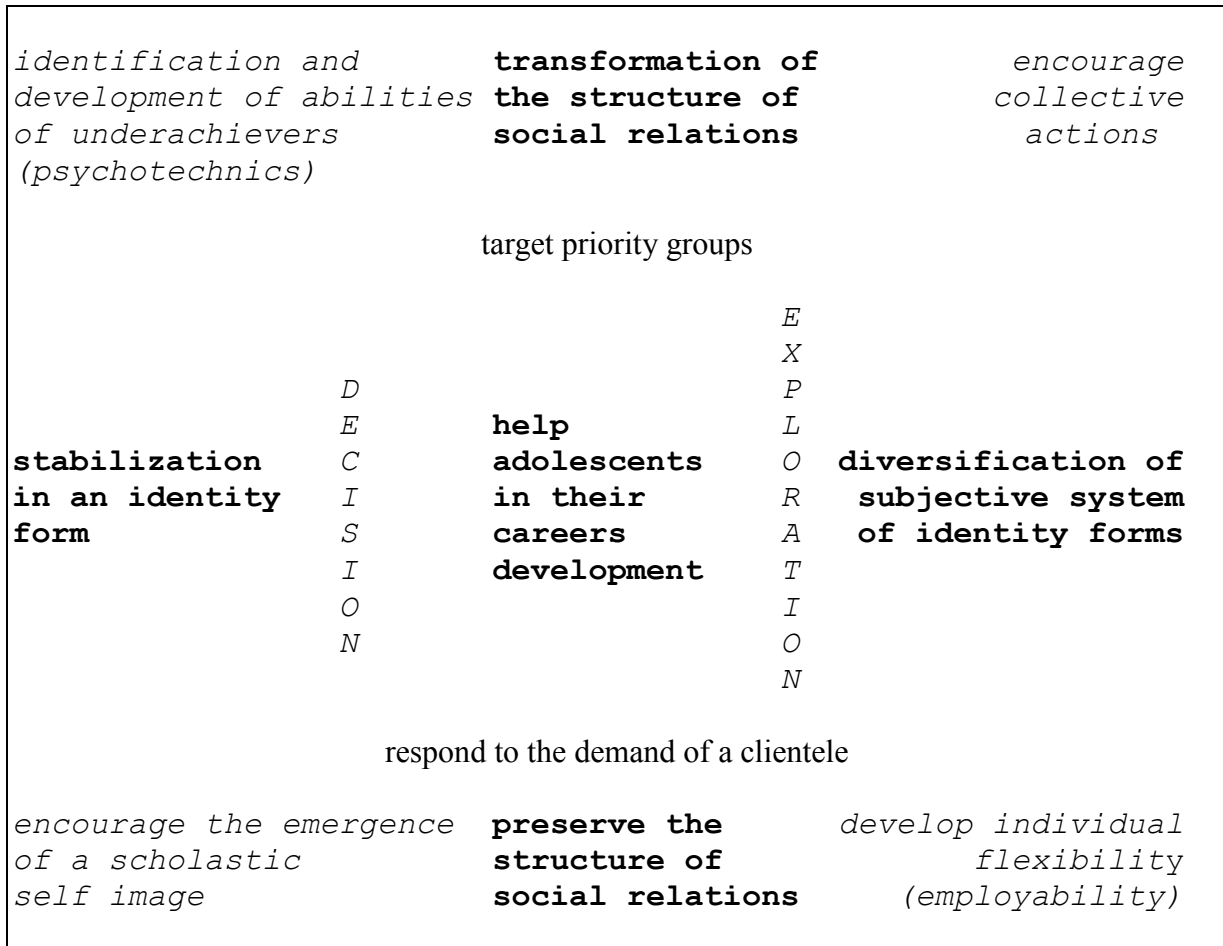 identification and transformation of encourage
development of abilities the structure of collective
of underachievers social relations actions
(psychotechnics)
target priority groups
E
X
D P
E help L
stabilization C adolescents O diversification of
in an identity I in their R subjective system
form S careers A of identity forms
I development T
O I
N O
N
respond to the demand of a clientele
encourage the emergence preserve the develop individual
of a scholastic structure of flexibility
self image social relations (employability)